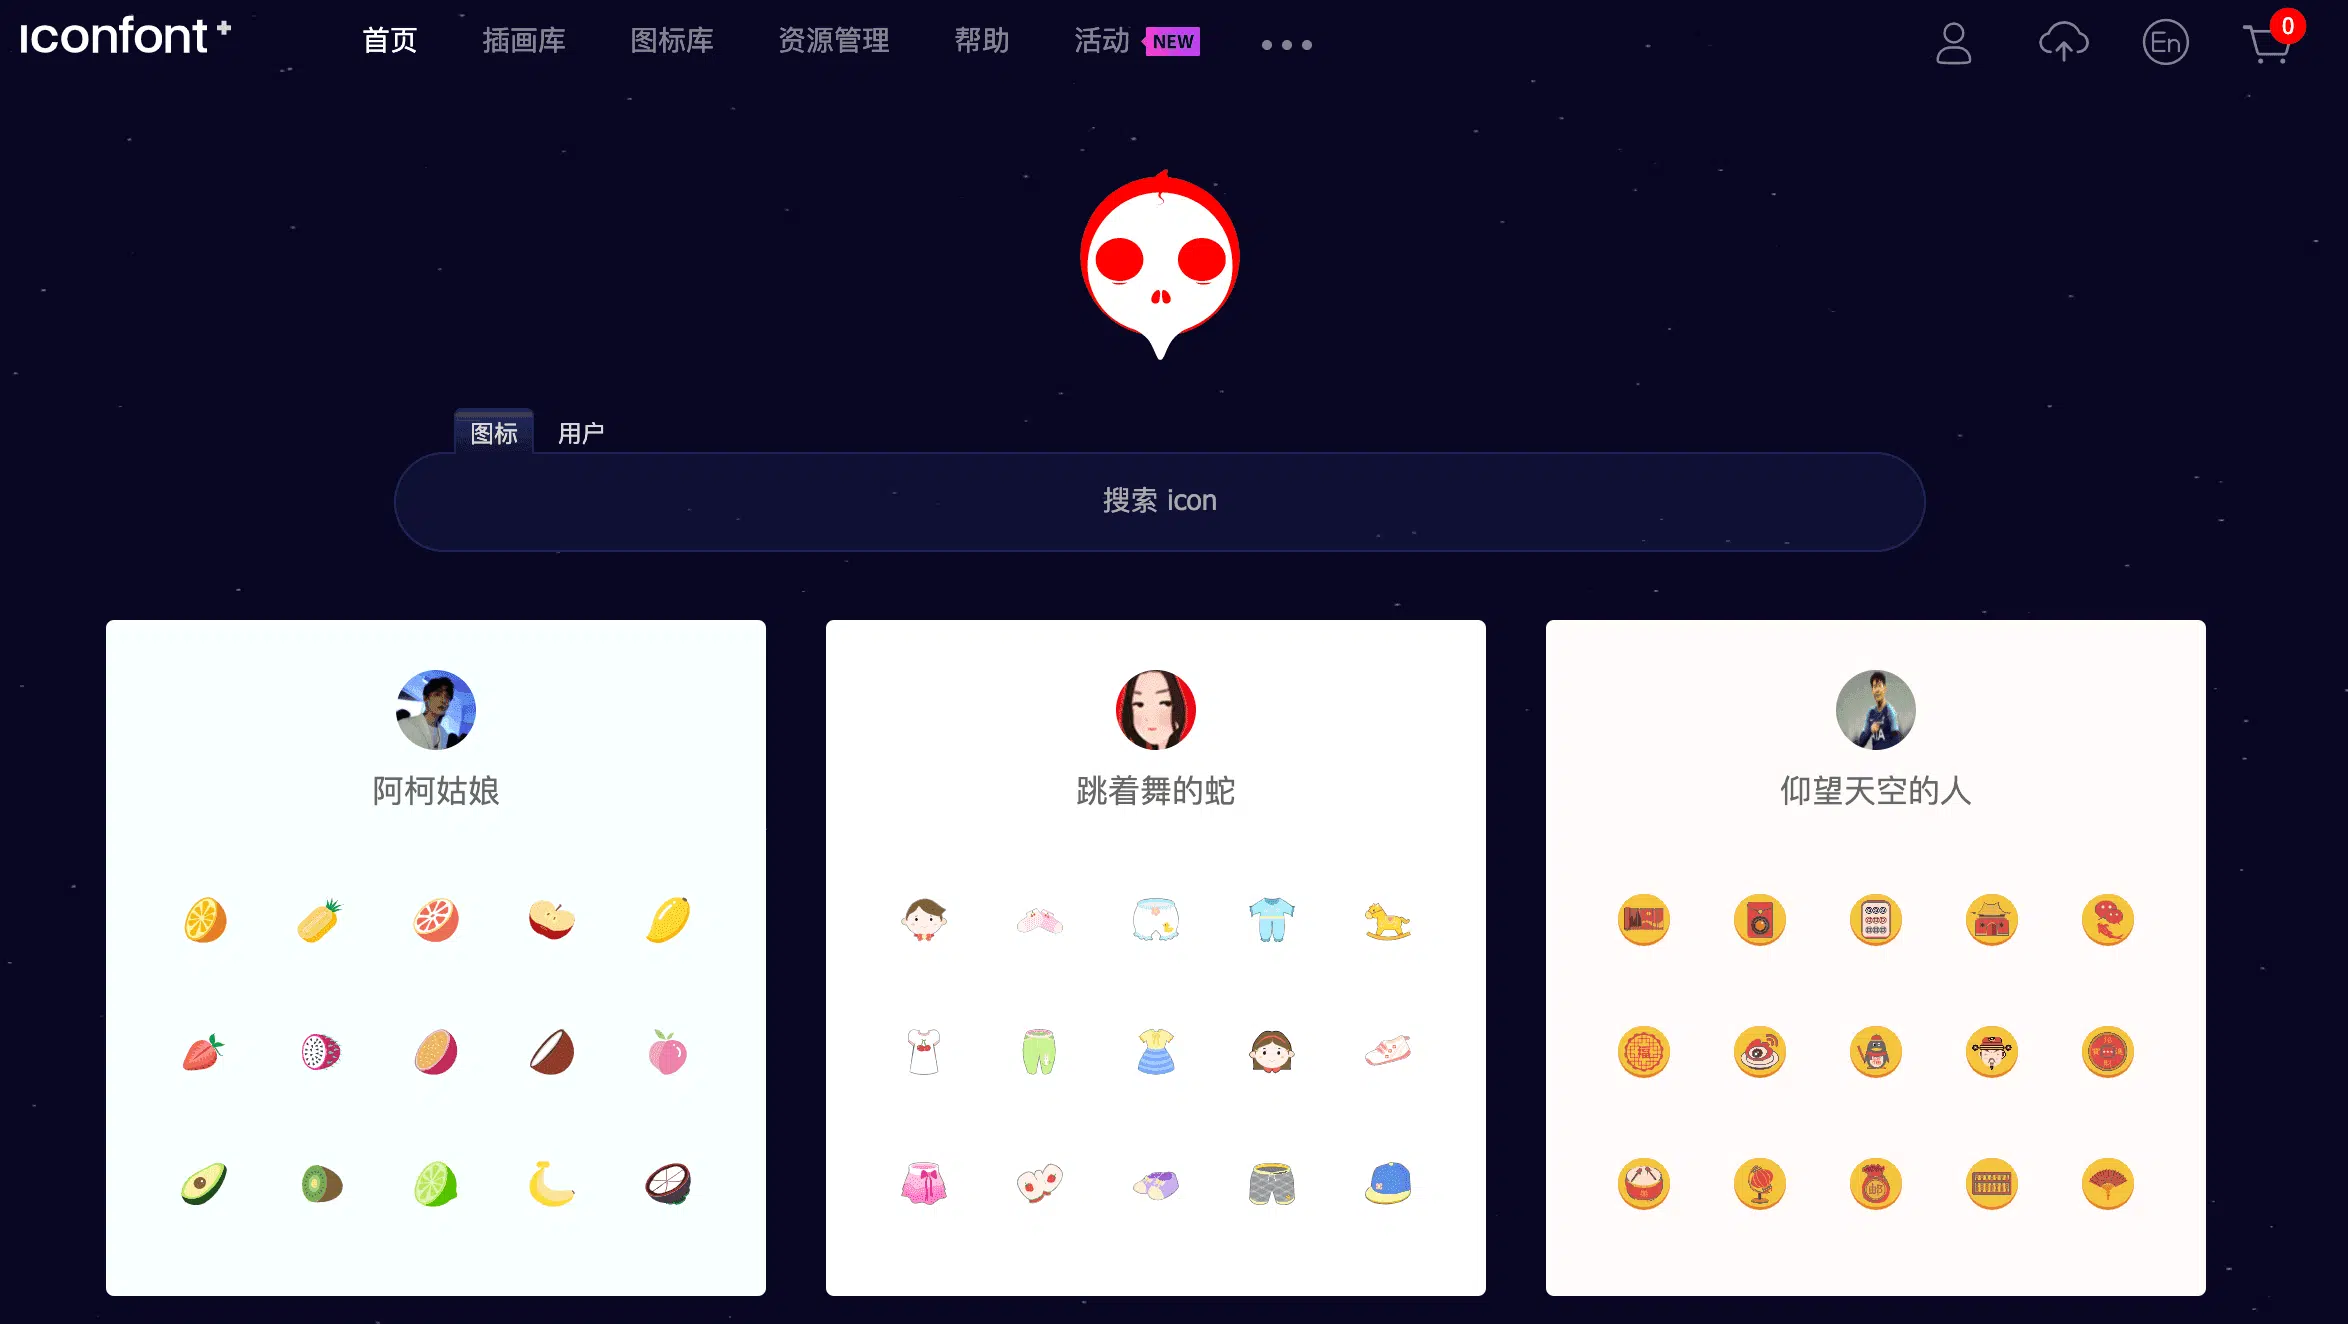 iconfont+
首页 插画库 图标库 资源管理 帮助 活动 NEW En 0
图标 用户
搜索 icon
阿柯姑娘 跳着舞的蛇 仰望天空的人